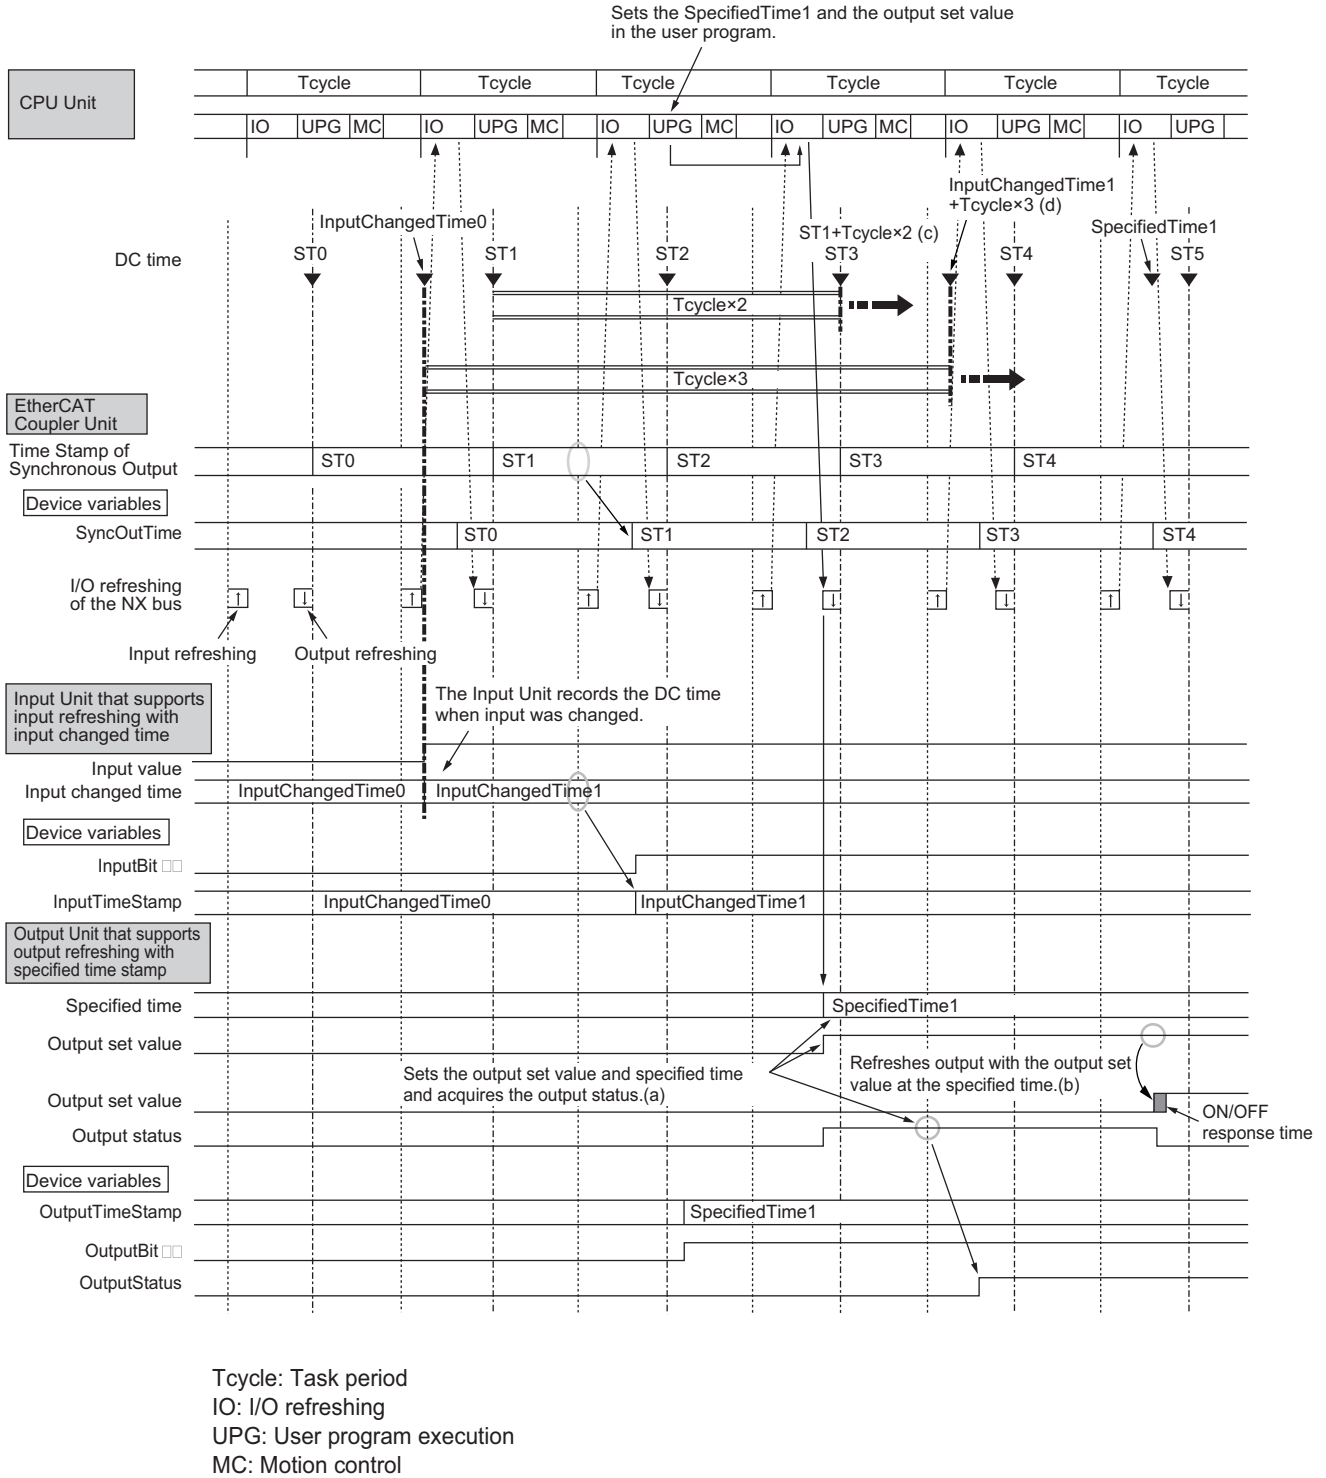 Sets the SpecifiedTime1 and the output set value
in the user program.
CPU Unit
Tcycle Tcycle Tcycle Tcycle Tcycle Tcycle
IO UPG MC IO UPG MC IO UPG MC IO UPG MC IO UPG MC IO UPG
InputChangedTime1
+Tcycle×3 (d)
InputChangedTime0
ST1+Tcycle×2 (c)
SpecifiedTime1
DC time
ST0 ST1 ST2 ST3 ST4 ST5
Tcycle×2
Tcycle×3
EtherCAT
Coupler Unit
Time Stamp of
Synchronous Output
ST0 ST1 ST2 ST3 ST4
Device variables
SyncOutTime
ST0 ST1 ST2 ST3 ST4
I/O refreshing
of the NX bus
↑ ↓ ↑ ↓ ↑ ↓ ↑ ↓ ↑ ↓ ↑ ↓
Input refreshing
Output refreshing
Input Unit that supports
input refreshing with
input changed time
The Input Unit records the DC time
when input was changed.
Input value
Input changed time
InputChangedTime0 InputChangedTime1
Device variables
InputBit □□
InputTimeStamp
InputChangedTime0 InputChangedTime1
Output Unit that supports
output refreshing with
specified time stamp
Specified time
SpecifiedTime1
Output set value
Sets the output set value and specified time
and acquires the output status.(a)
Refreshes output with the output set
value at the specified time.(b)
Output set value
ON/OFF
response time
Output status
Device variables
OutputTimeStamp
SpecifiedTime1
OutputBit □□
OutputStatus
Tcycle: Task period
IO: I/O refreshing
UPG: User program execution
MC: Motion control